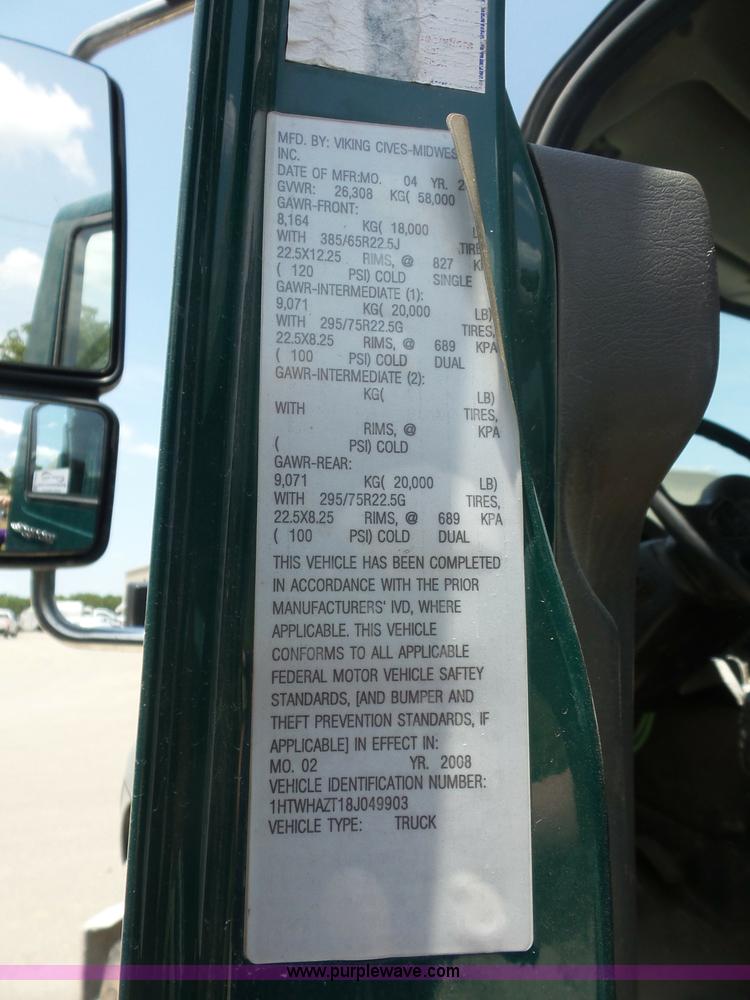 MFD. BY: VIKING CIVES-MIDWES
INC.
DATE OF MFR:MO. 04 YR.
GVWR: 26,308 KG( 58,000
GAWR-FRONT:
8,164 KG( 18,000
WITH 385/65R22.5J TIRE
22.5X12.25 RIMS, @ 827
( 120 PSI) COLD SINGLE
GAWR-INTERMEDIATE (1):
9,071 KG( 20,000 LB)
WITH 295/75R22.5G TIRES,
22.5X8.25 RIMS, @ 689 KPA
( 100 PSI) COLD DUAL
GAWR-INTERMEDIATE (2):
KG( LB)
WITH TIRES,
RIMS, @ KPA
( PSI) COLD
GAWR-REAR:
9,071 KG( 20,000 LB)
WITH 295/75R22.5G TIRES,
22.5X8.25 RIMS, @ 689 KPA
( 100 PSI) COLD DUAL
THIS VEHICLE HAS BEEN COMPLETED
IN ACCORDANCE WITH THE PRIOR
MANUFACTURERS' IVD, WHERE
APPLICABLE. THIS VEHICLE
CONFORMS TO ALL APPLICABLE
FEDERAL MOTOR VEHICLE SAFTEY
STANDARDS, [AND BUMPER AND
THEFT PREVENTION STANDARDS, IF
APPLICABLE] IN EFFECT IN:
MO. 02 YR. 2008
VEHICLE IDENTIFICATION NUMBER:
1HTWHAZT18J049903
VEHICLE TYPE: TRUCK
www.purplewave.com